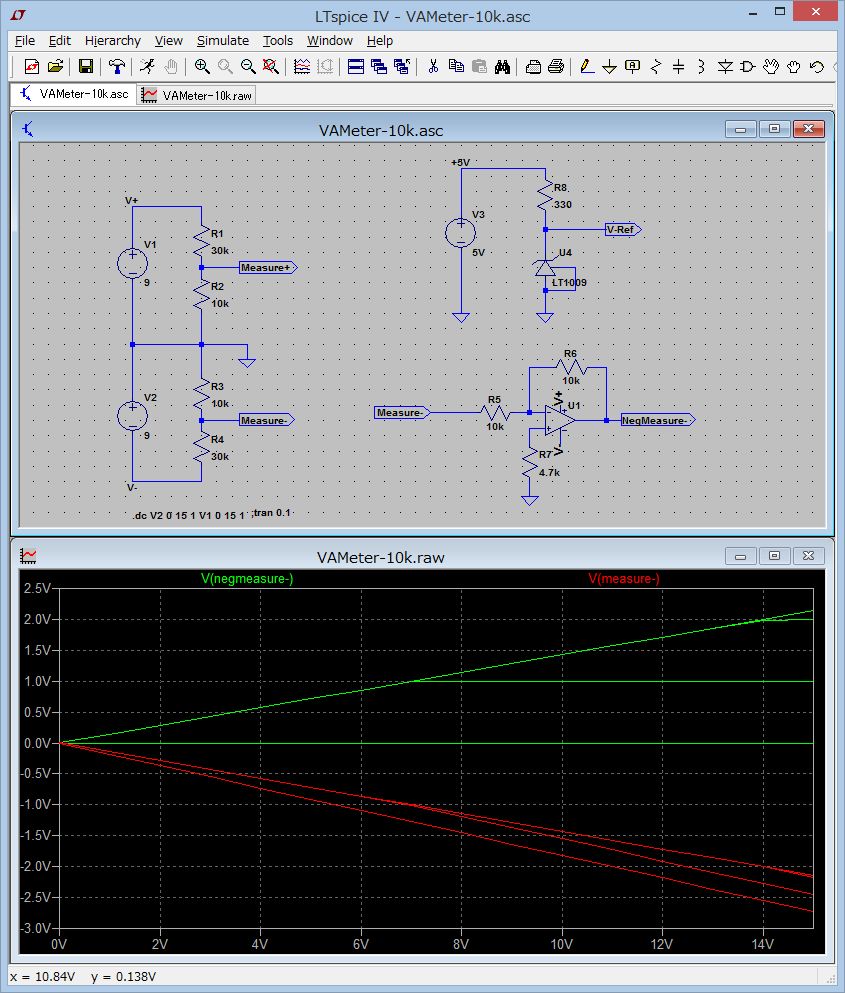 LTspice IV - VAMeter-10k.asc
File Edit Hierarchy View Simulate Tools Window Help
VAMeter-10k.asc VAMeter-10k.raw
VAMeter-10k.asc
V+
V1
9
R1
30k
Measure+
R2
10k
V2
9
R3
10k
Measure-
R4
30k
V-
.dc V2 0 15 1 V1 0 15 1 ;tran 0.1
+5V
V3
5V
R8
330
V-Ref
U4
LT1009
Measure-
R5
10k
R6
10k
V+
U1
V-
R7
4.7k
NegMeasure-
VAMeter-10k.raw
V(negmeasure-) V(measure-)
2.5V
2.0V
1.5V
1.0V
0.5V
0.0V
-0.5V
-1.0V
-1.5V
-2.0V
-2.5V
-3.0V
0V 2V 4V 6V 8V 10V 12V 14V
x = 10.84V y = 0.138V